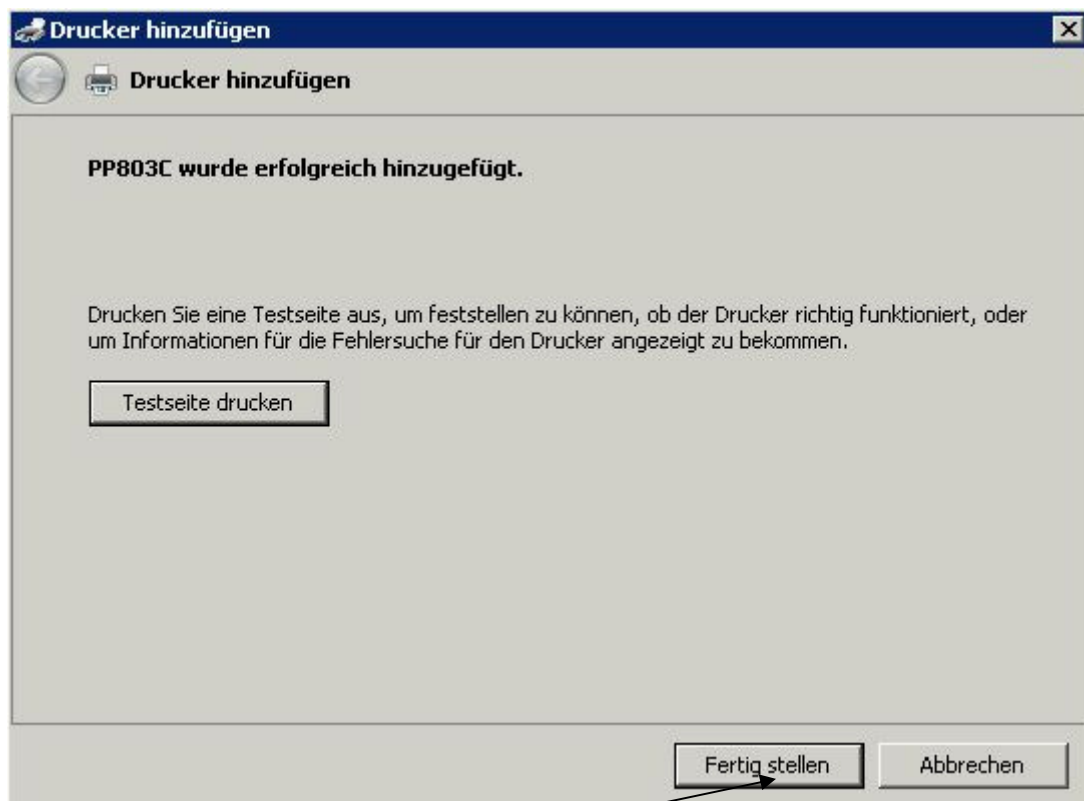 Drucker hinzufügen
Drucker hinzufügen
PP803C wurde erfolgreich hinzugefügt.
Drucken Sie eine Testseite aus, um feststellen zu können, ob der Drucker richtig funktioniert, oder
um Informationen für die Fehlersuche für den Drucker angezeigt zu bekommen.
Testseite drucken
Fertig stellen
Abbrechen